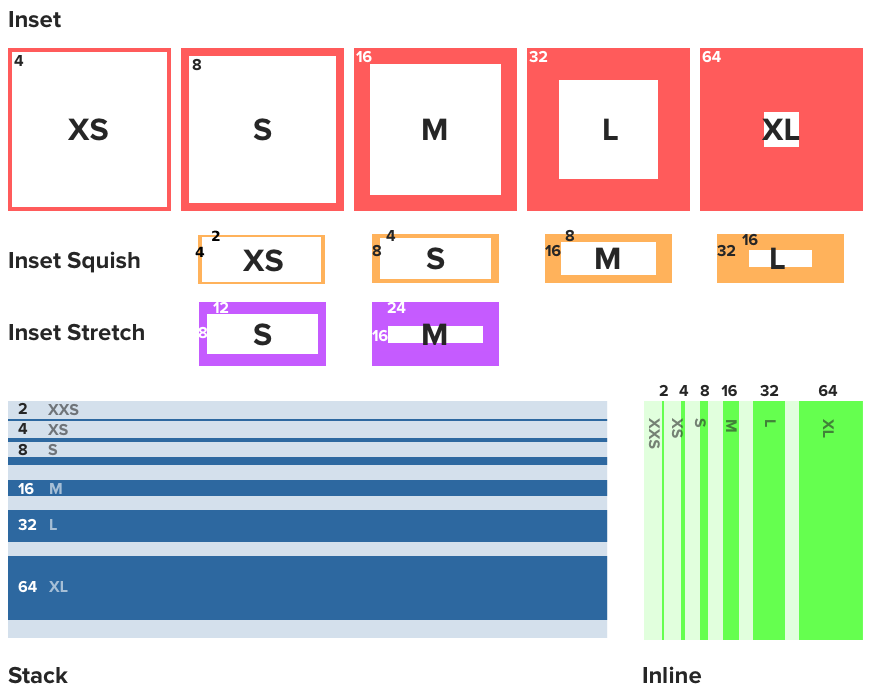 Inset
4 8 16 32 64
XS S M L XL
2 4 8 16
4 8 16 32
Inset Squish XS S M L
12 24
8 16
Inset Stretch S M
2 4 8 16 32 64
2 XXS
4 XS
8 S
16 M
32 L
64 XL
XXS XS S M L XL
Stack Inline